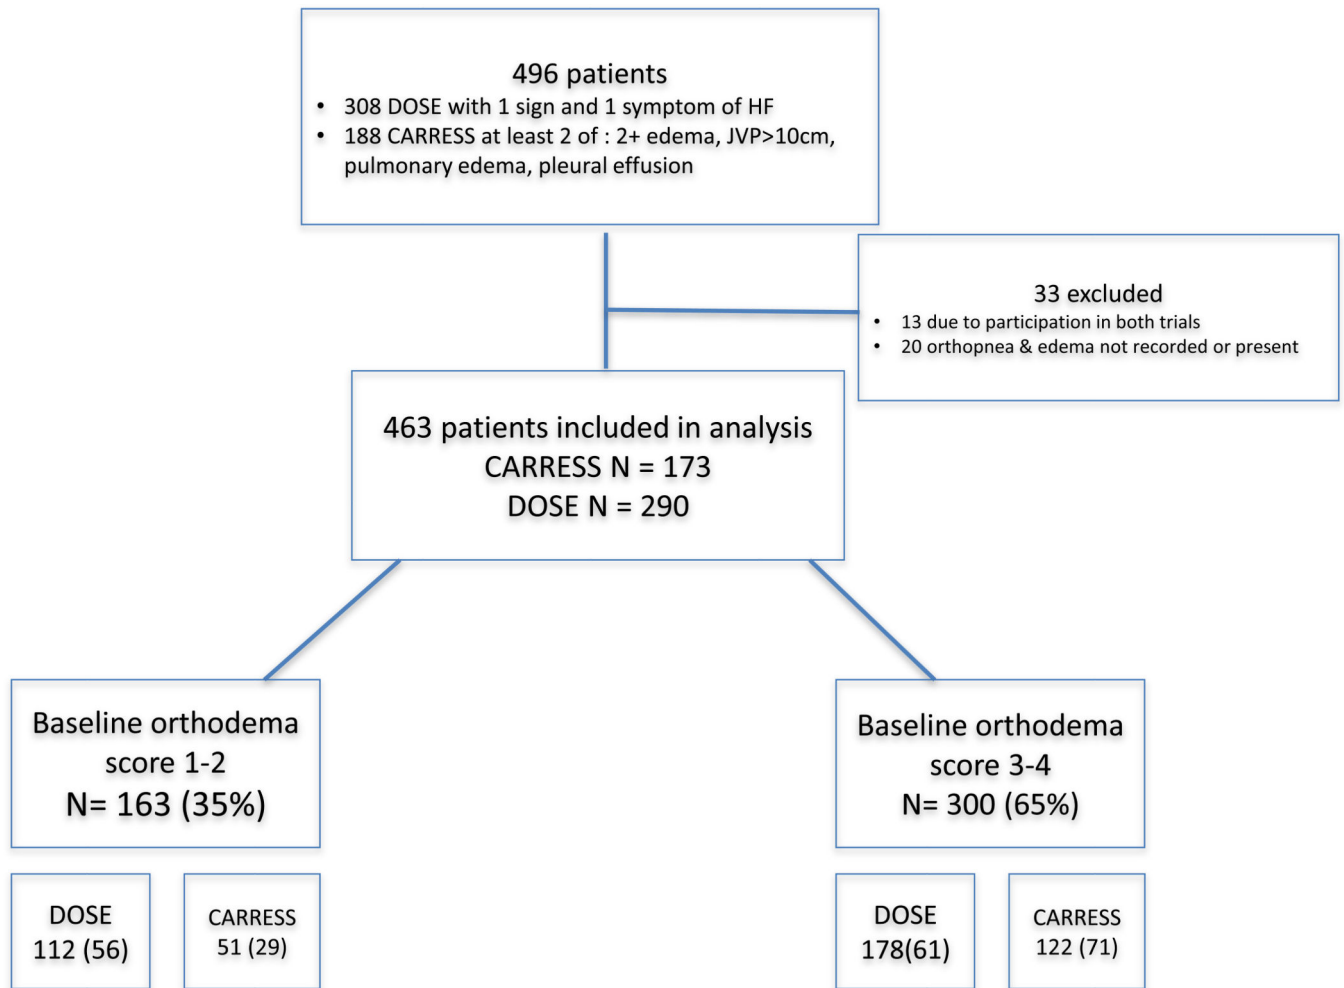 496 patients
• 308 DOSE with 1 sign and 1 symptom of HF
• 188 CARRESS at least 2 of : 2+ edema, JVP>10cm,
pulmonary edema, pleural effusion
33 excluded
• 13 due to participation in both trials
• 20 orthopnea & edema not recorded or present
463 patients included in analysis
CARRESS N = 173
DOSE N = 290
Baseline orthodema
score 1-2
N= 163 (35%)
Baseline orthodema
score 3-4
N= 300 (65%)
DOSE
112 (56)
CARRESS
51 (29)
DOSE
178(61)
CARRESS
122 (71)